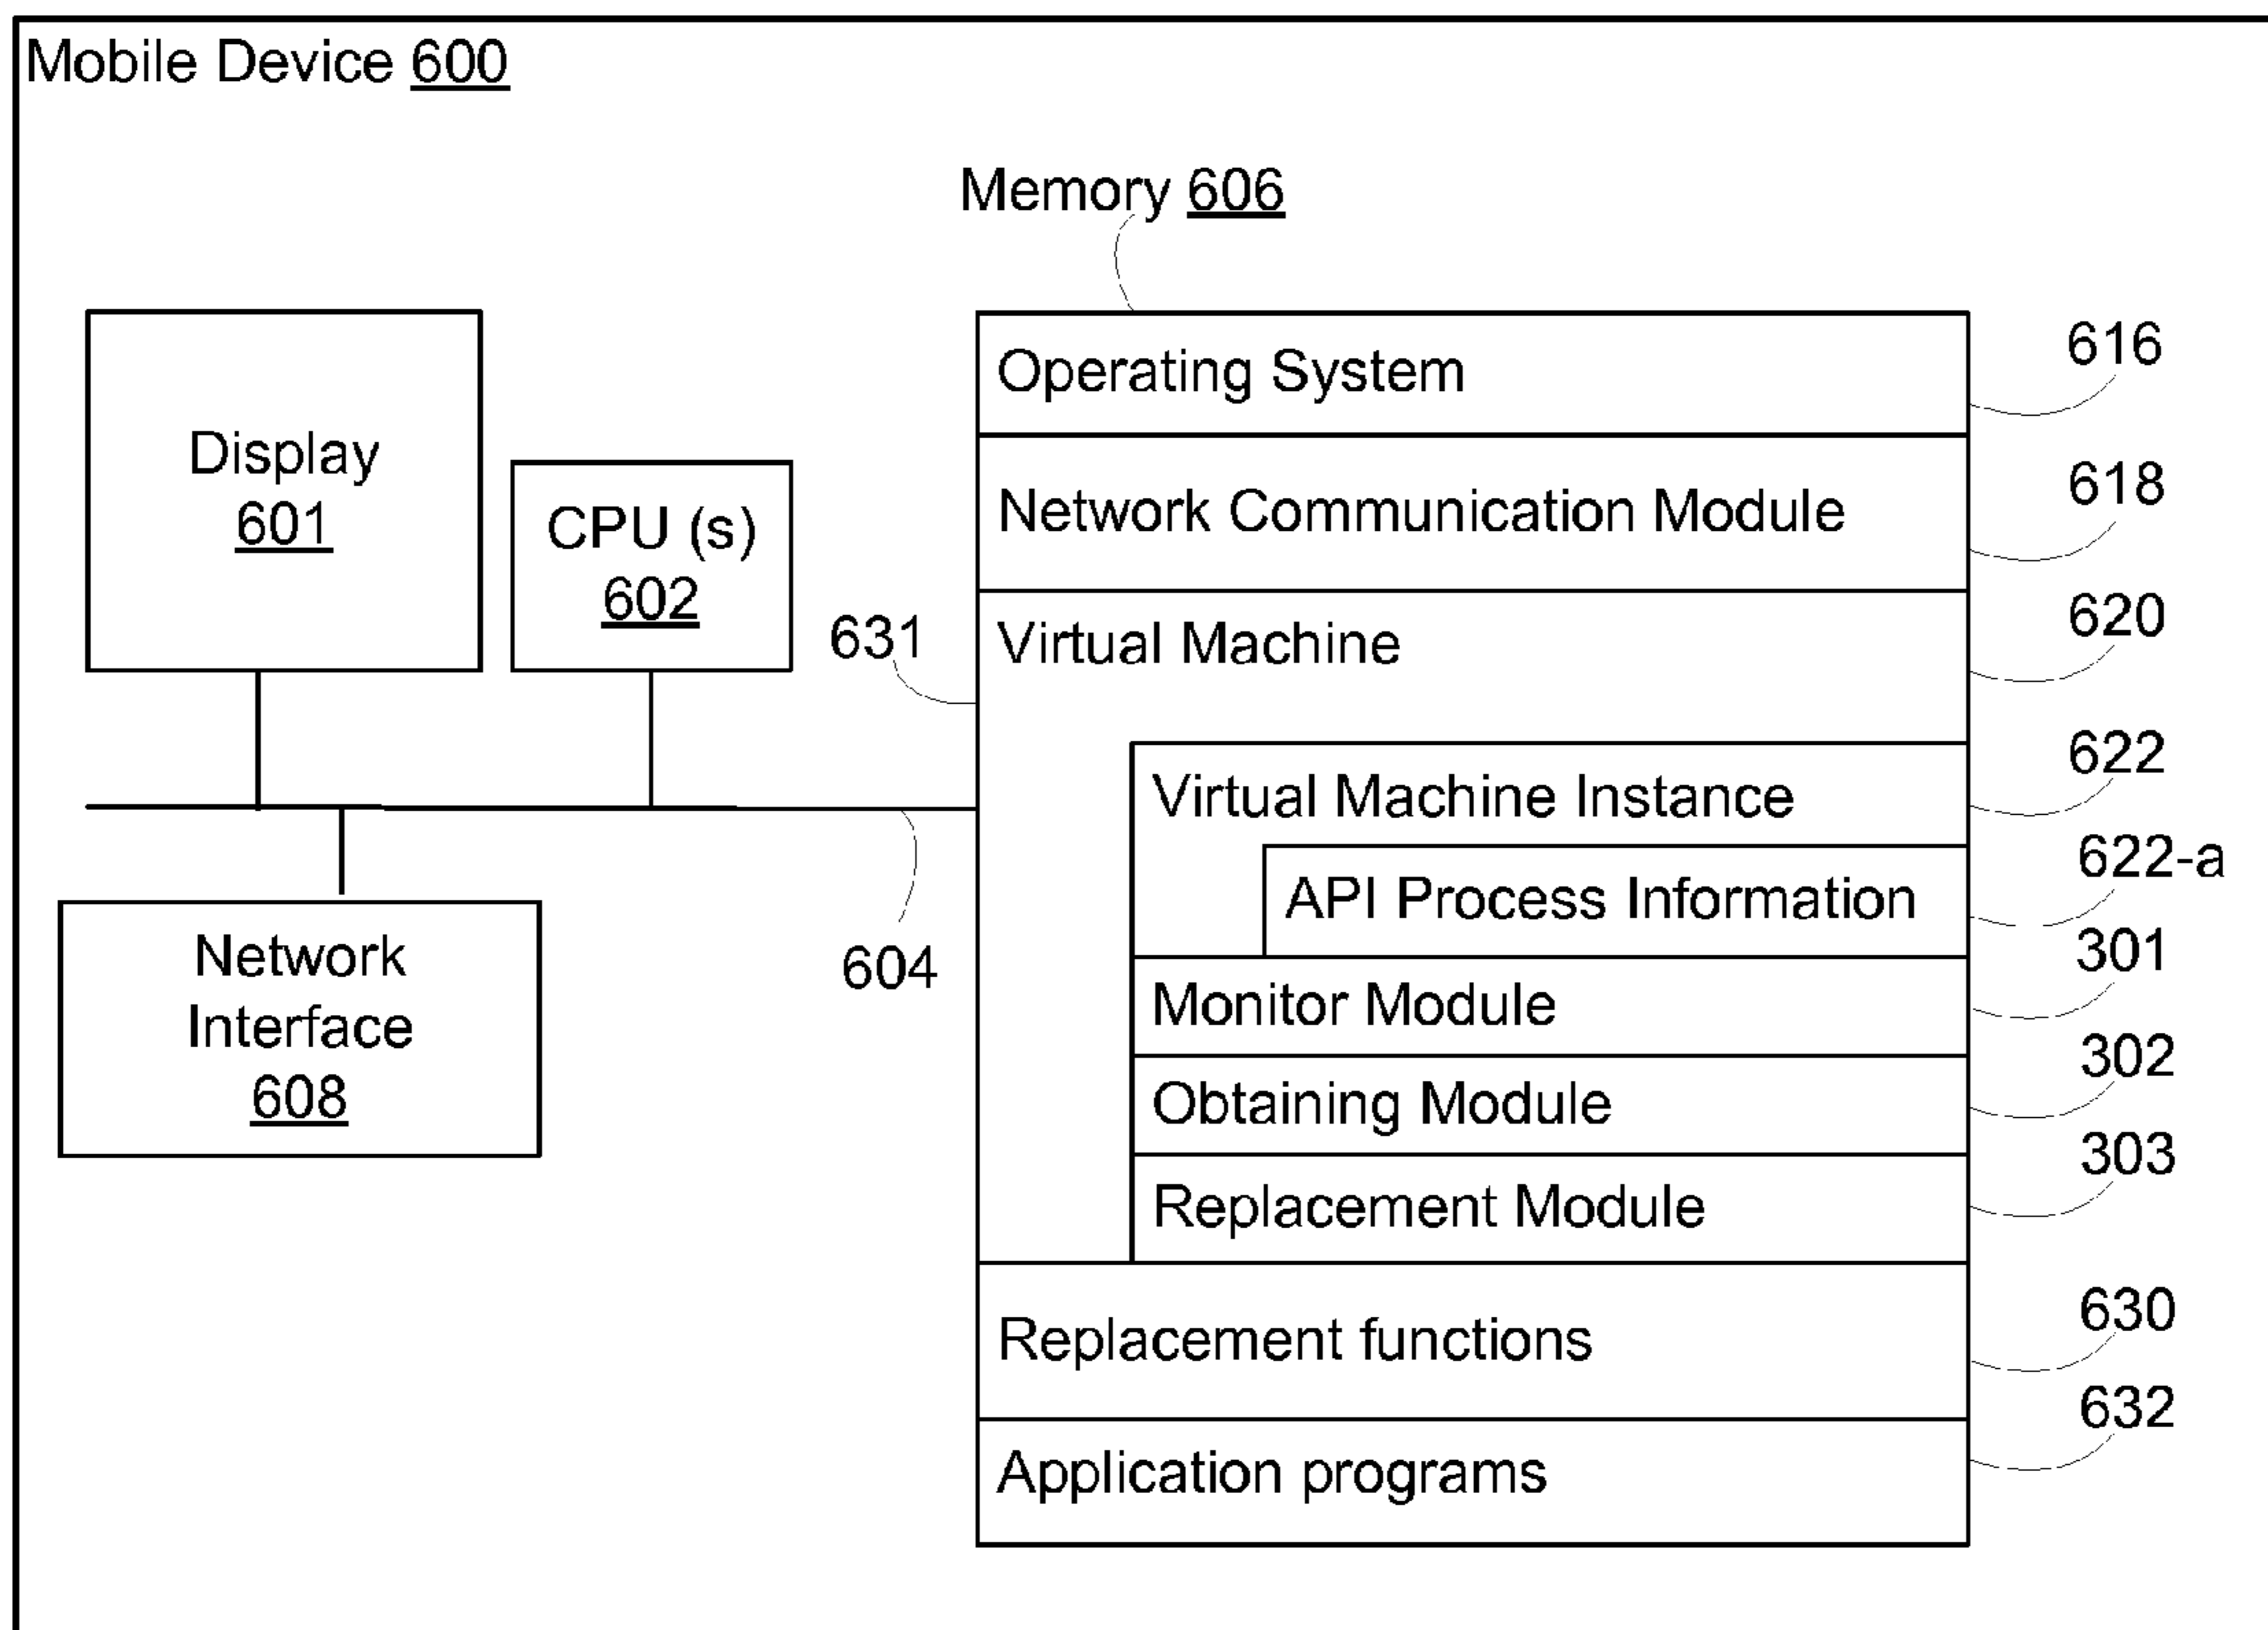 Mobile Device 600
Memory 606
Display
601
CPU (s)
602
Network
Interface
608
604
631
Operating System
616
Network Communication Module
618
Virtual Machine
620
Virtual Machine Instance
622
API Process Information
622-a
Monitor Module
301
Obtaining Module
302
Replacement Module
303
Replacement functions
630
Application programs
632